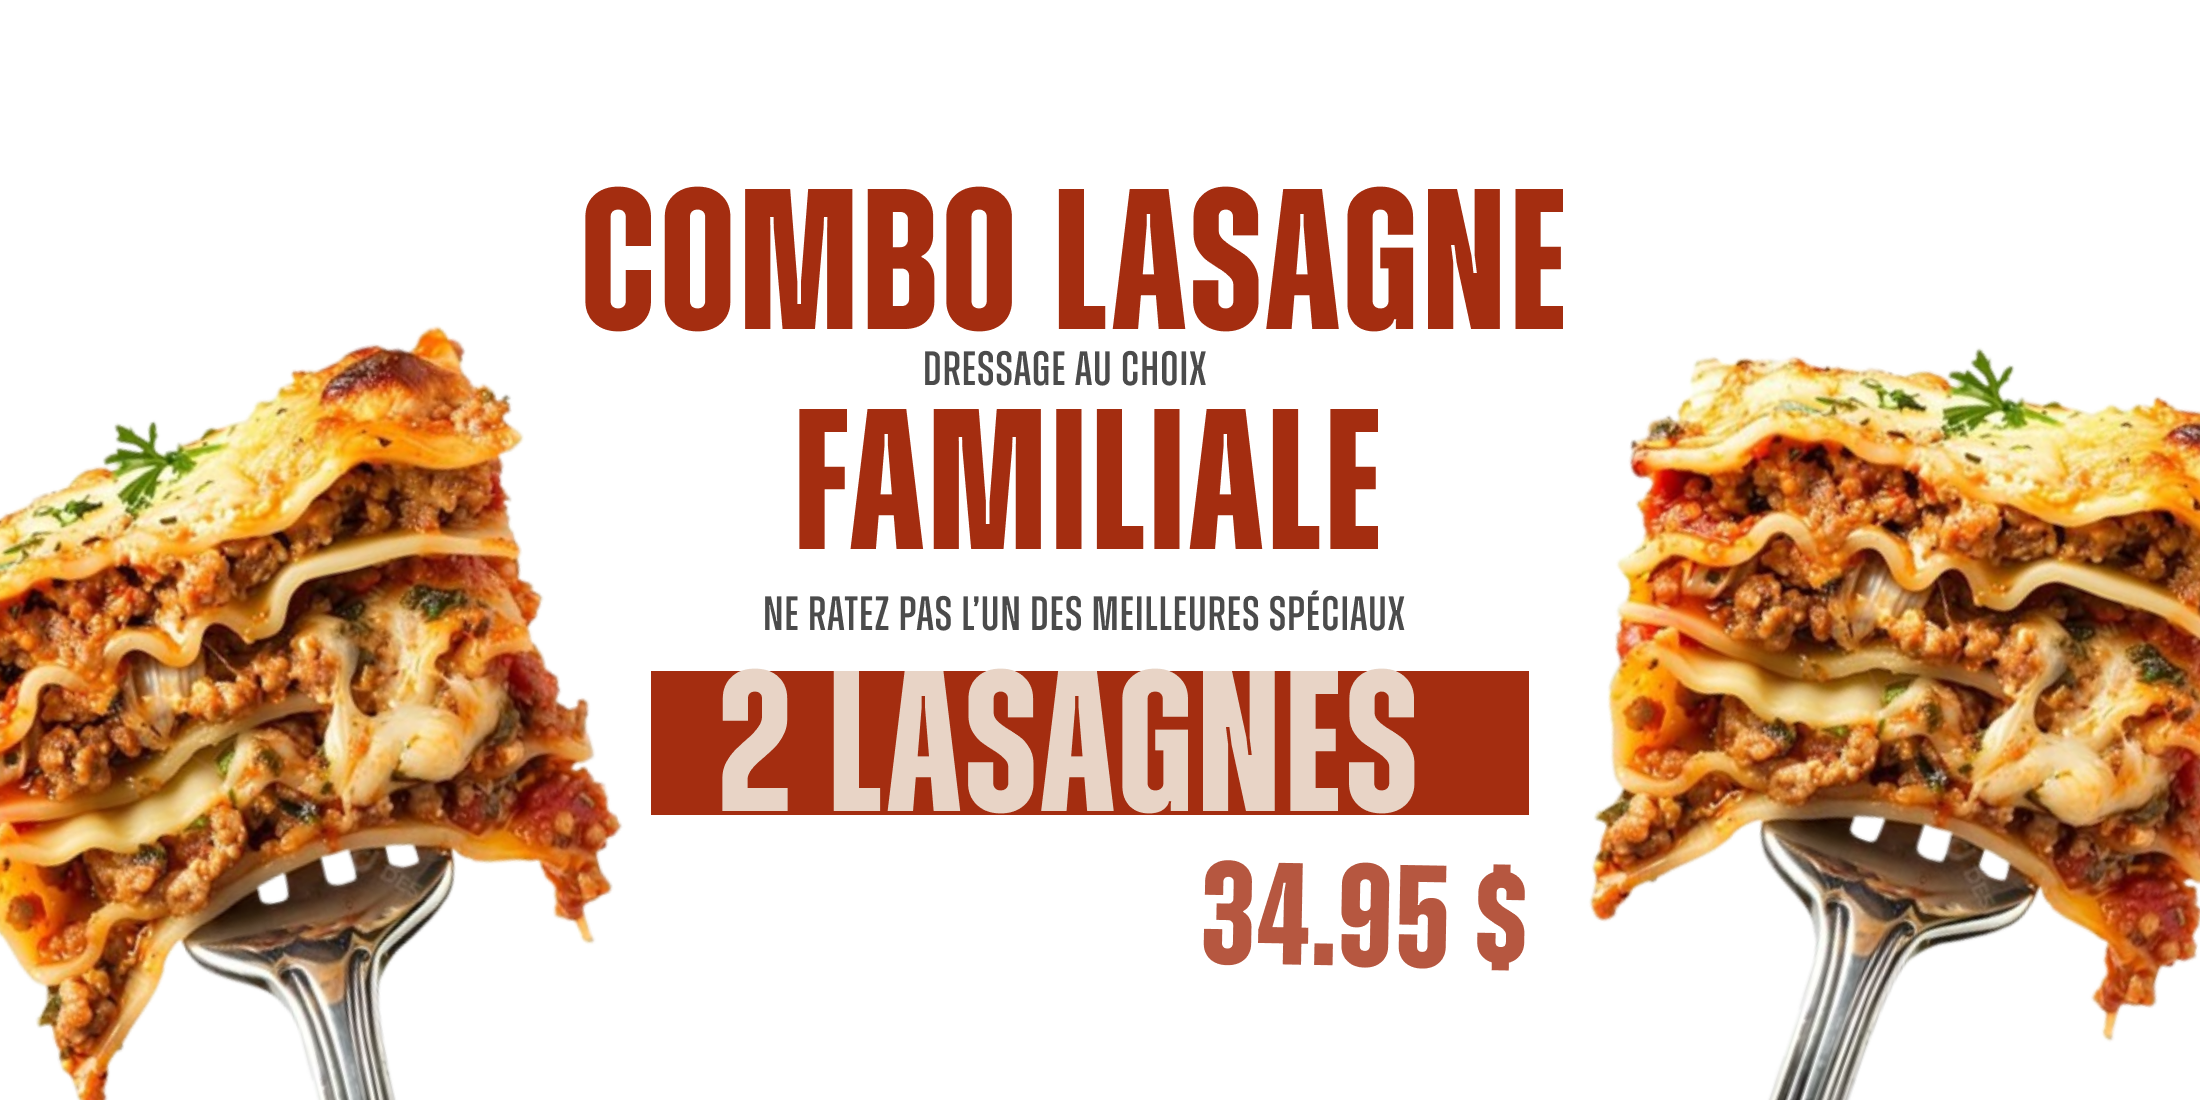 COMBO LASAGNE
DRESSAGE AU CHOIX
FAMILIALE
NE RATEZ PAS L’UN DES MEILLEURES SPÉCIAUX
2 LASAGNES
34.95 $